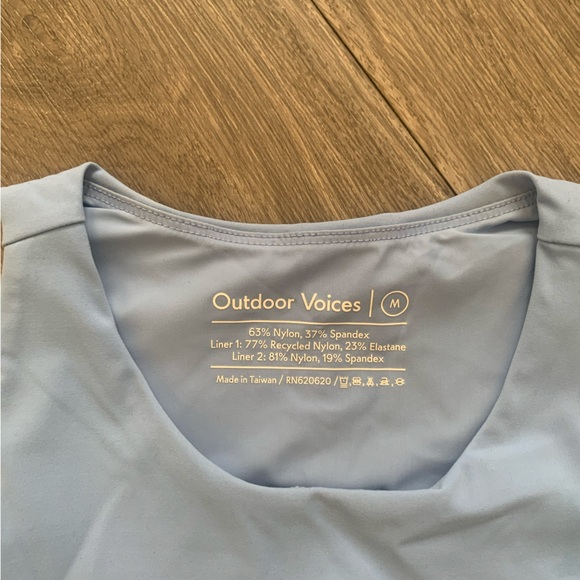 Outdoor Voices | M
63% Nylon, 37% Spandex
Liner 1: 77% Recycled Nylon, 23% Elastane
Liner 2: 81% Nylon, 19% Spandex
Made in Taiwan / RN620620 /